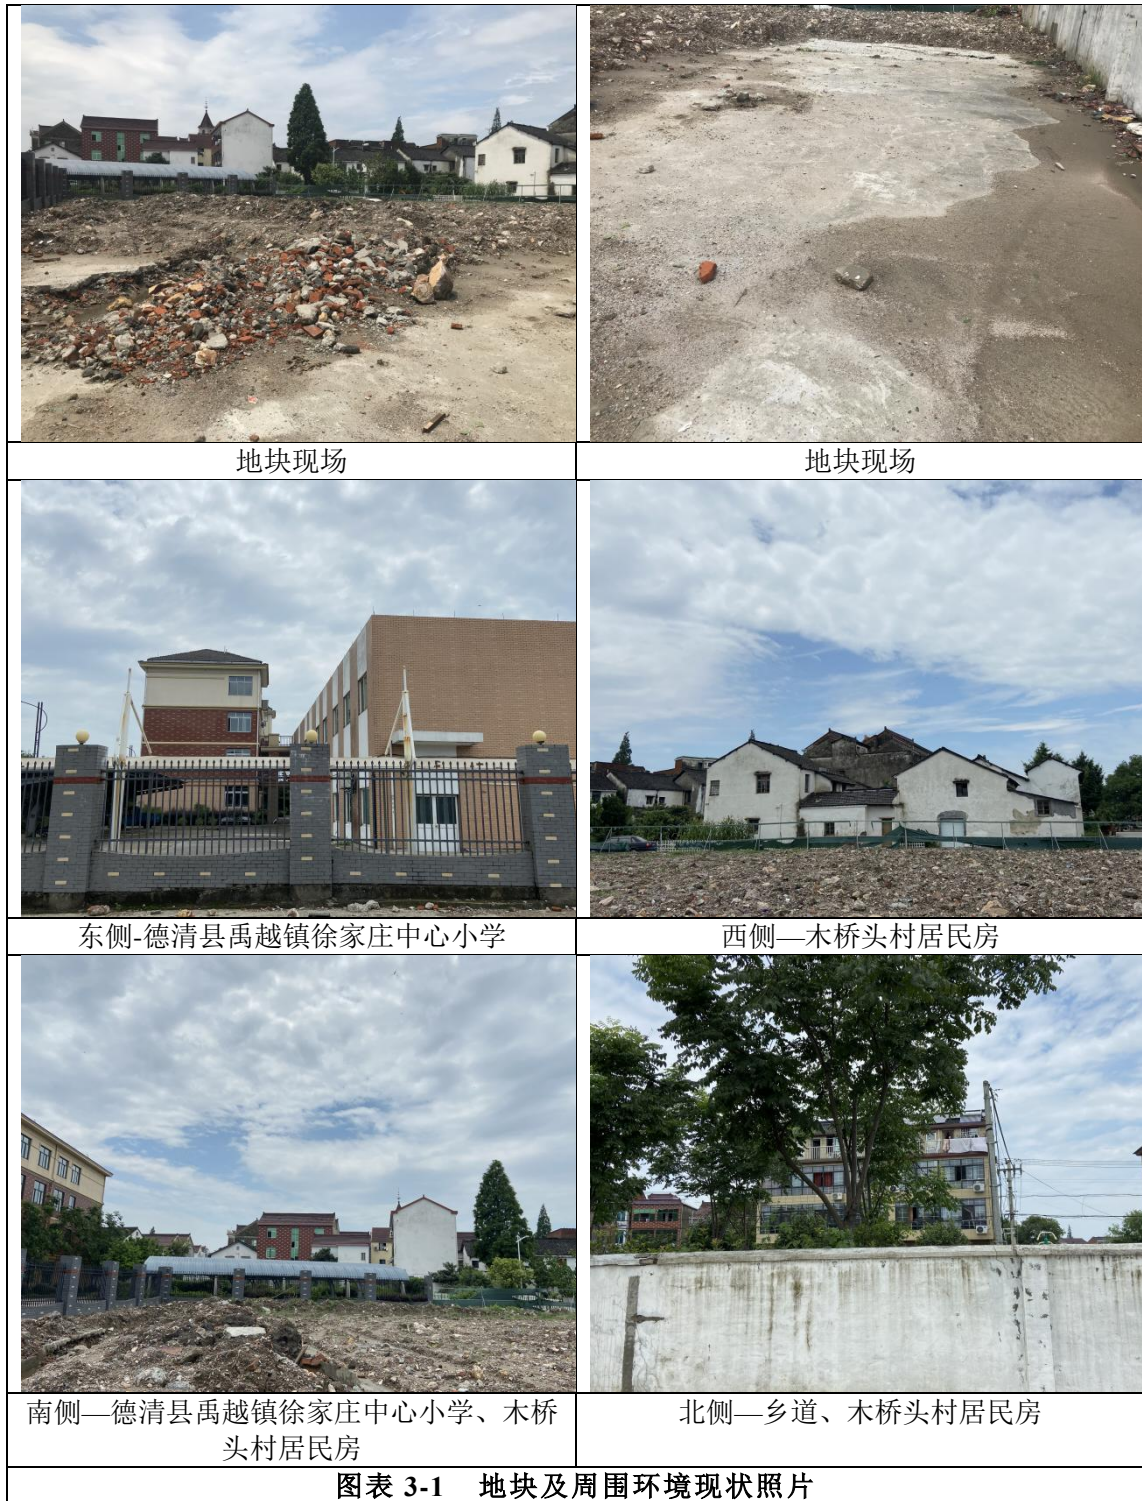 地块现场
地块现场
东侧-德清县禹越镇徐家庄中心小学
西侧—木桥头村居民房
南侧—德清县禹越镇徐家庄中心小学、木桥
头村居民房
北侧—乡道、木桥头村居民房
图表 3-1 地块及周围环境现状照片